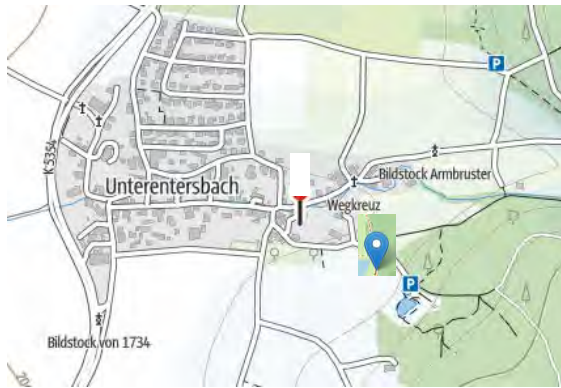 P
K 5354
Bildstock Armbruster
Unterentersbach
Wegkreuz
P
Bildstock von 1734